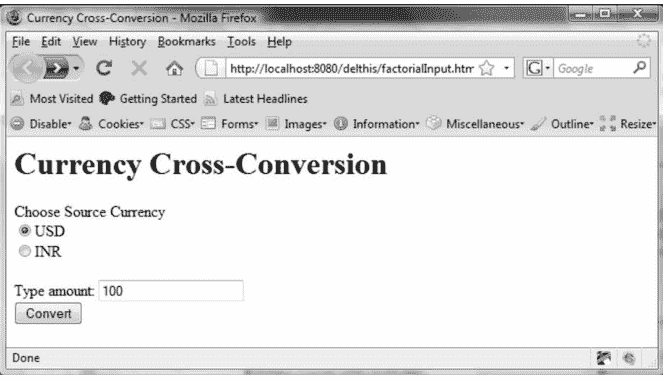 Currency Cross-Conversion - Mozilla Firefox
File Edit View History Bookmarks Tools Help
http://localhost:8080/delthis/factorialInput.htm G Google
Most Visited Getting Started Latest Headlines
Disable Cookies CSS Forms Images Information Miscellaneous Outline Resize
Currency Cross-Conversion
Choose Source Currency
USD
INR
Type amount: 100
Convert
Done